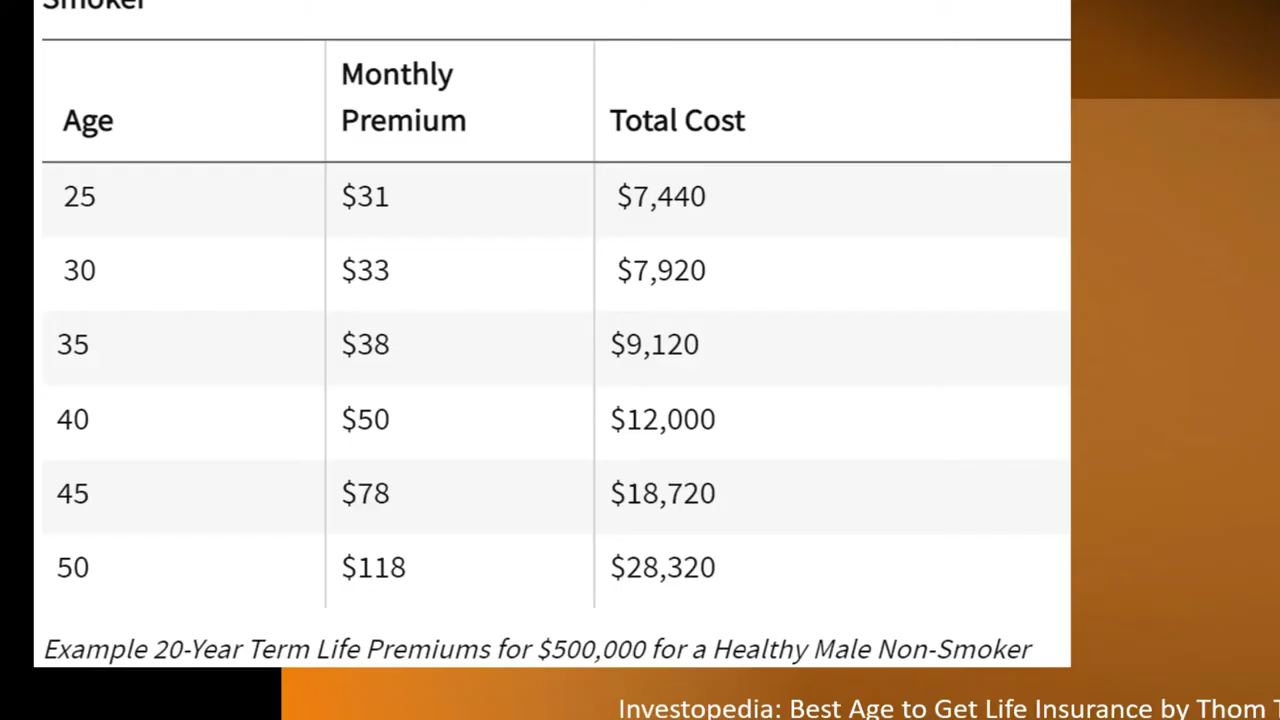 Smoker
Age Monthly Premium Total Cost
25 $31 $7,440
30 $33 $7,920
35 $38 $9,120
40 $50 $12,000
45 $78 $18,720
50 $118 $28,320
Example 20-Year Term Life Premiums for $500,000 for a Healthy Male Non-Smoker
Investopedia: Best Age to Get Life Insurance by Thom